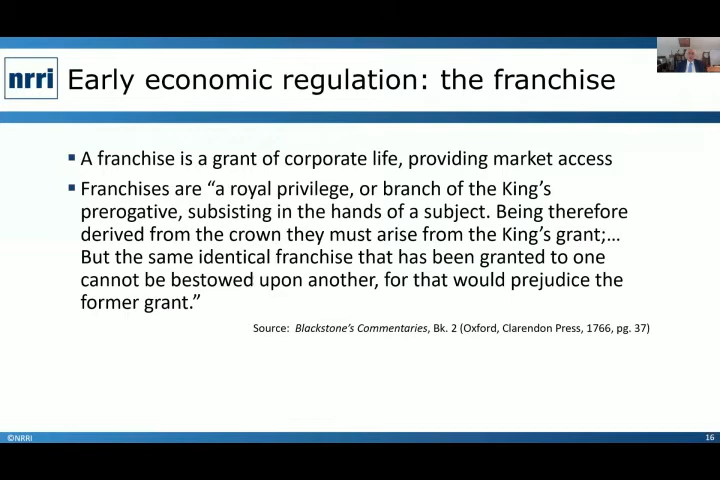 nrri Early economic regulation: the franchise
▪ A franchise is a grant of corporate life, providing market access
▪ Franchises are “a royal privilege, or branch of the King’s
prerogative, subsisting in the hands of a subject. Being therefore
derived from the crown they must arise from the King’s grant;…
But the same identical franchise that has been granted to one
cannot be bestowed upon another, for that would prejudice the
former grant.”
Source: Blackstone’s Commentaries, Bk. 2 (Oxford, Clarendon Press, 1766, pg. 37)
©NRRI 16